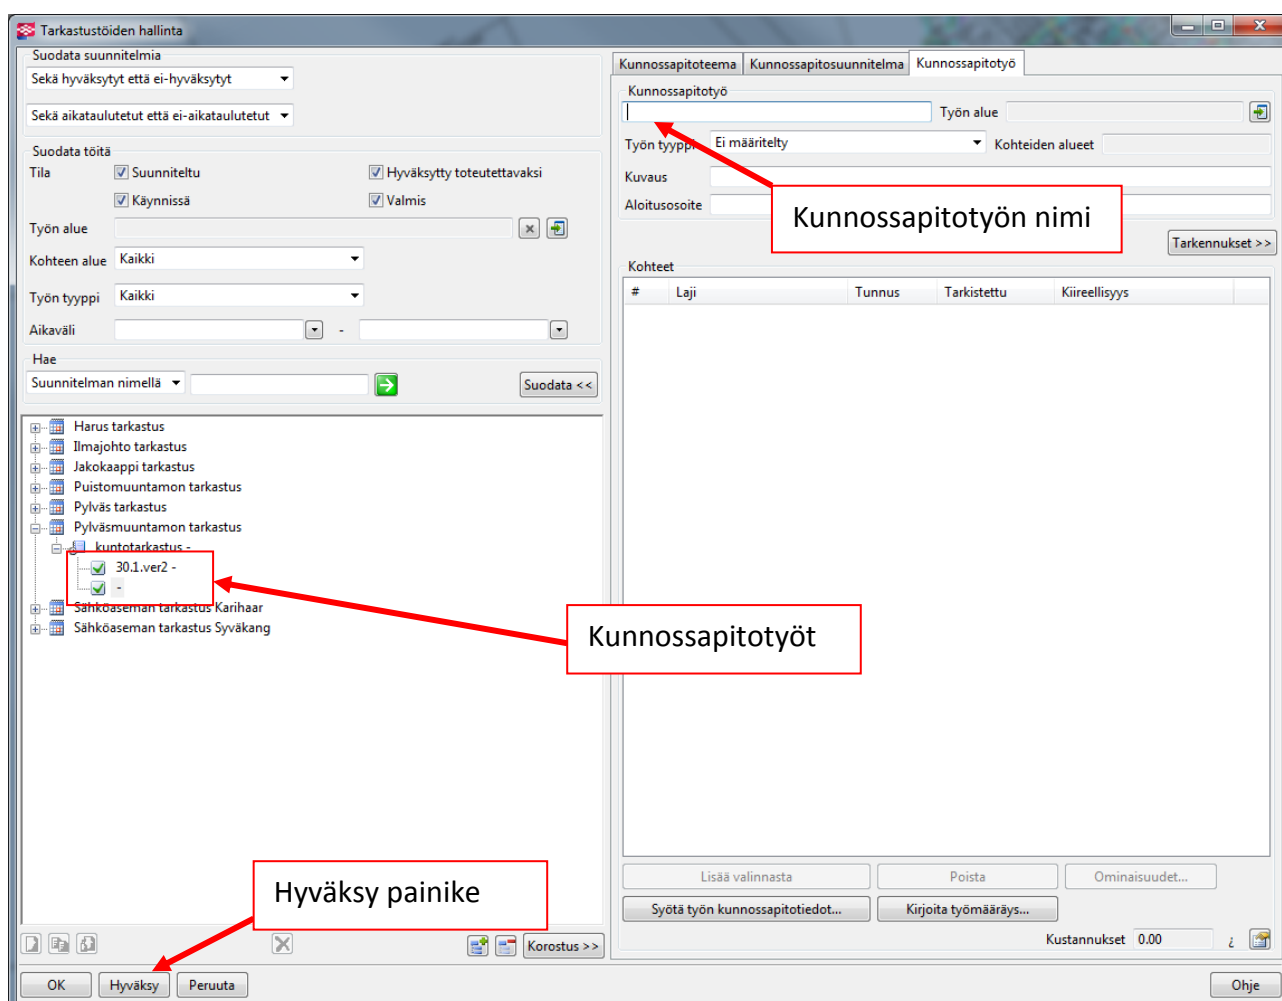 Tarkastustöiden hallinta
Suodata suunnitelmia
Sekä hyväksytyt että ei-hyväksytyt
Sekä aikataulutetut että ei-aikataulutetut
Suodata töitä
Tila Suunniteltu Hyväksytty toteutettavaksi
Käynnissä Valmis
Työn alue
Kohteen alue Kaikki
Työn tyyppi Kaikki
Aikaväli -
Hae
Suunnitelman nimellä Suodata <<
Harus tarkastus
Ilmajohto tarkastus
Jakokaappi tarkastus
Puistomuuntamon tarkastus
Pylväs tarkastus
Pylväsmuuntamon tarkastus
kuntotarkastus -
30.1.ver2 -
-
Sähköaseman tarkastus Karihaar
Sähköaseman tarkastus Syväkang
Korostus >>
OK Hyväksy Peruuta
Kunnossapitoteema Kunnossapitosuunnitelma Kunnossapitotyö
Kunnossapitotyö
Työn alue
Työn tyyppi Ei määritelty Kohteiden alueet
Kuvaus
Aloitusosoite
Tarkennukset >>
Kohteet
# Laji Tunnus Tarkistettu Kiireellisyys
Lisää valinnasta Poista Ominaisuudet...
Syötä työn kunnossapitotiedot... Kirjoita työmääräys...
Kustannukset 0.00 ¿
Ohje
Kunnossapitotyön nimi
Kunnossapitotyöt
Hyväksy painike